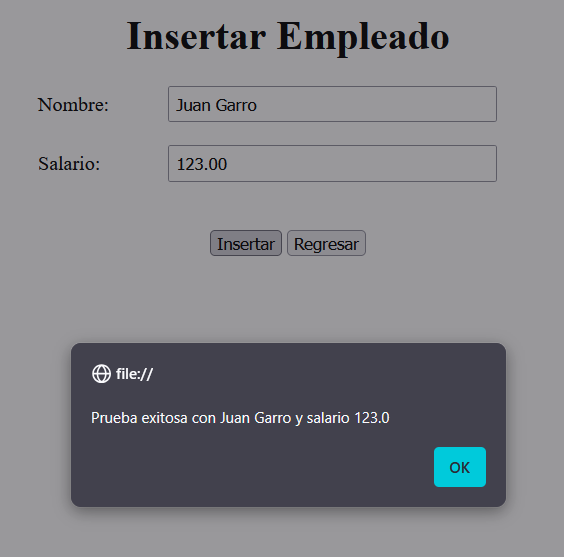 Insertar Empleado
Nombre: Juan Garro
Salario: 123.00
Insertar Regresar
file://
Prueba exitosa con Juan Garro y salario 123.0
OK